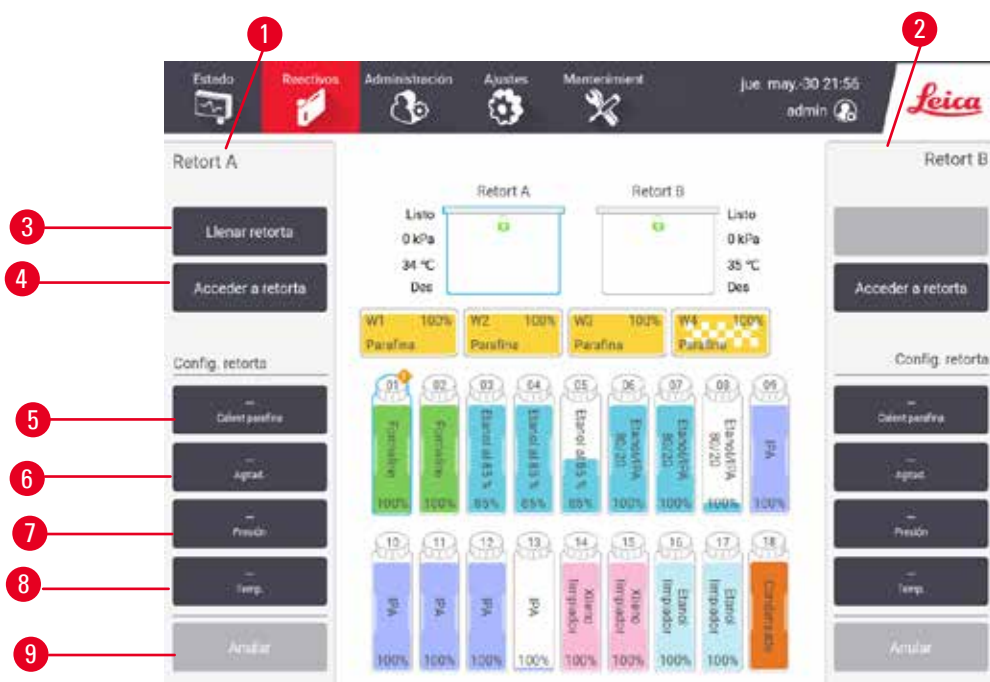 1
2
Estado
Reactivos
Administración
Ajustes
Mantenimient
jue. may.-30 21:56
admin
Leica
Retort A
Retort B
Retort A
Retort B
3
Llenar retorta
4
Acceder a retorta
Acceder a retorta
Listo
0 kPa
34 °C
Des
Listo
0 kPa
35 °C
Des
W1 100%
Parafina
W2 100%
Parafina
W3 100%
Parafina
W4 100%
Parafina
Config. retorta
Config. retorta
5
--
Calent parafina
--
Calent parafina
6
--
Agitad.
--
Agitad.
7
--
Presión
--
Presión
8
--
Temp.
--
Temp.
9
Anular
Anular
01
Formalina
100%
02
Formalina
100%
03
Etanol al 85 %
85%
04
Etanol al 85 %
85%
05
Etanol al 85 %
85%
06
Etanol/IPA
80/20
100%
07
Etanol/IPA
80/20
100%
08
Etanol/IPA
80/20
100%
09
IPA
100%
10
IPA
100%
11
IPA
100%
12
IPA
100%
13
IPA
100%
14
Xileno
limpiador
100%
15
Xileno
limpiador
100%
16
Etanol
limpiador
100%
17
Etanol
limpiador
100%
18
Condensado